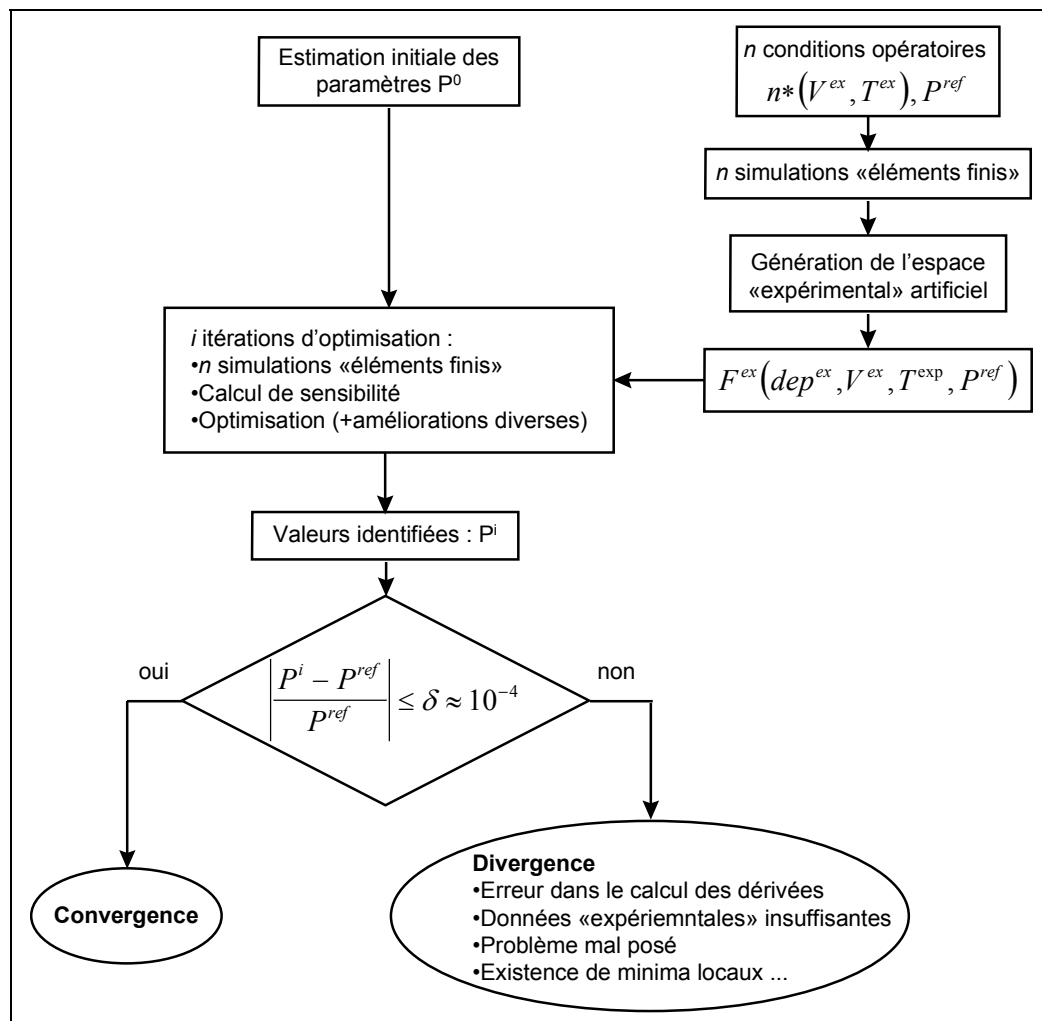 Estimation initiale des
paramètres P⁰
n conditions opératoires
n*(V^{ex}, T^{ex}), P^{ref}
n simulations «éléments finis»
Génération de l'espace
«expérimental» artificiel
F^{ex}(dep^{ex}, V^{ex}, T^{exp}, P^{ref})
i itérations d'optimisation :
•n simulations «éléments finis»
•Calcul de sensibilité
•Optimisation (+améliorations diverses)
Valeurs identifiées : Pⁱ
|(P^i − P^{ref}) / P^{ref}| ≤ δ ≈ 10^{−4}
oui
non
Convergence
Divergence
•Erreur dans le calcul des dérivées
•Données «expériemntales» insuffisantes
•Problème mal posé
•Existence de minima locaux ...